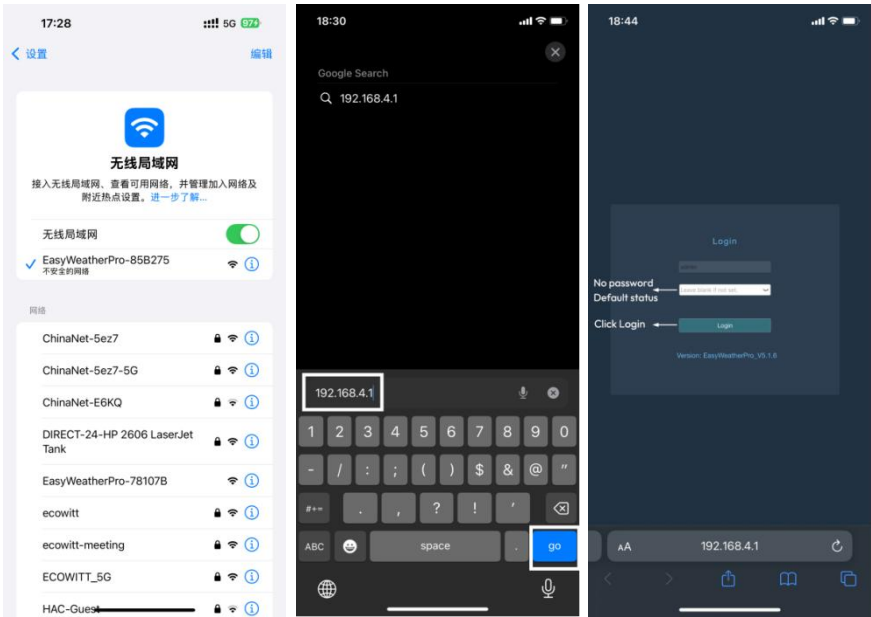 17:28
5G 97
设置
编辑
无线局域网
接入无线局域网、查看可用网络，并管理加入网络及
附近热点设置。进一步了解...
无线局域网
EasyWeatherPro-85B275
不安全的网络
网络
ChinaNet-5ez7
ChinaNet-5ez7-5G
ChinaNet-E6KQ
DIRECT-24-HP 2606 LaserJet
Tank
EasyWeatherPro-78107B
ecowitt
ecowitt-meeting
ECOWITT_5G
HAC-Guest
18:30
Google Search
192.168.4.1
192.168.4.1
1 2 3 4 5 6 7 8 9 0
- / : ; ( ) $ & @ "
#+= . , ? ! '
ABC space . go
18:44
Login
admin
No password
Default status
Leave blank if not set.
Click Login
Login
Version: EasyWeatherPro_V5.1.6
AA 192.168.4.1